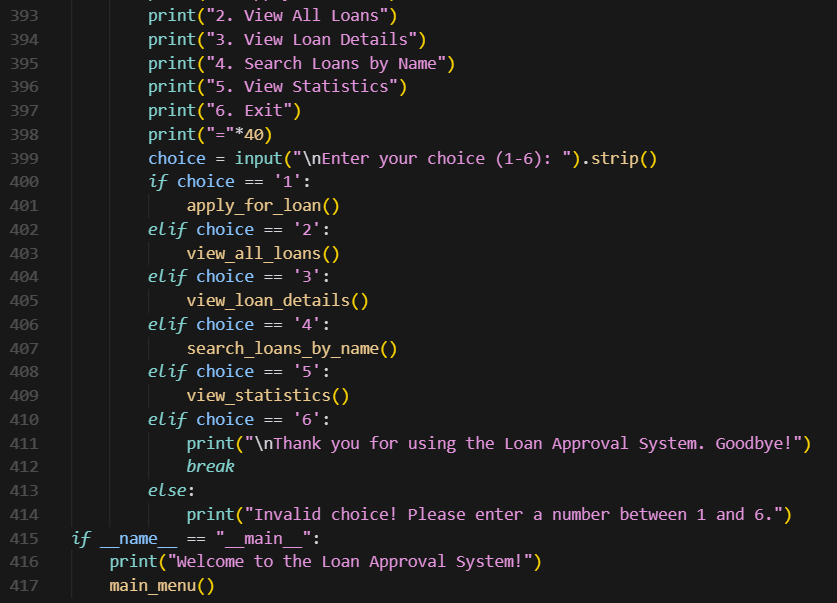 393 print("2. View All Loans")
394 print("3. View Loan Details")
395 print("4. Search Loans by Name")
396 print("5. View Statistics")
397 print("6. Exit")
398 print("="*40)
399 choice = input("\nEnter your choice (1-6): ").strip()
400 if choice == '1':
401 apply_for_loan()
402 elif choice == '2':
403 view_all_loans()
404 elif choice == '3':
405 view_loan_details()
406 elif choice == '4':
407 search_loans_by_name()
408 elif choice == '5':
409 view_statistics()
410 elif choice == '6':
411 print("\nThank you for using the Loan Approval System. Goodbye!")
412 break
413 else:
414 print("Invalid choice! Please enter a number between 1 and 6.")
415 if __name__ == "__main__":
416 print("Welcome to the Loan Approval System!")
417 main_menu()